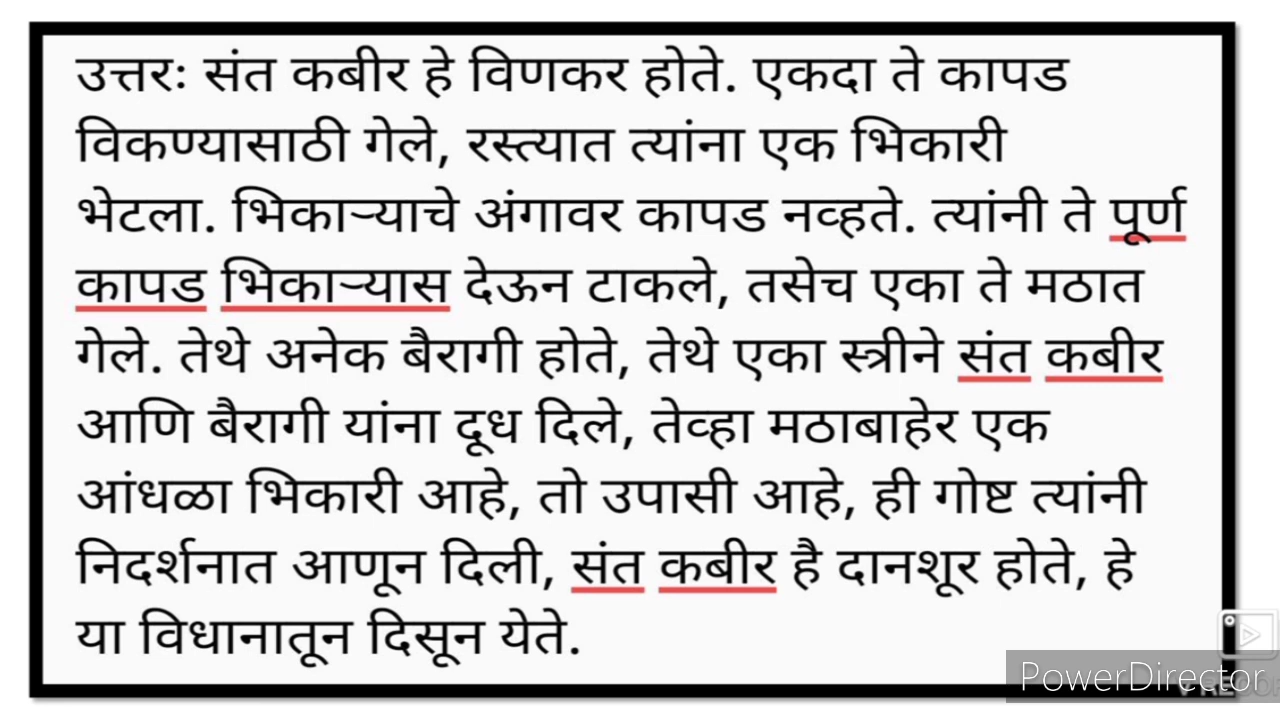 उत्तरः संत कबीर हे विणकर होते. एकदा ते कापड
विकण्यासाठी गेले, रस्त्यात त्यांना एक भिकारी
भेटला. भिकाऱ्याचे अंगावर कापड नव्हते. त्यांनी ते पूर्ण
कापड भिकाऱ्यास देऊन टाकले, तसेच एका ते मठात
गेले. तेथे अनेक बैरागी होते, तेथे एका स्त्रीने संत कबीर
आणि बैरागी यांना दूध दिले, तेव्हा मठाबाहेर एक
आंधळा भिकारी आहे, तो उपासी आहे, ही गोष्ट त्यांनी
निदर्शनात आणून दिली, संत कबीर है दानशूर होते, हे
या विधानातून दिसून येते.
PowerDirector